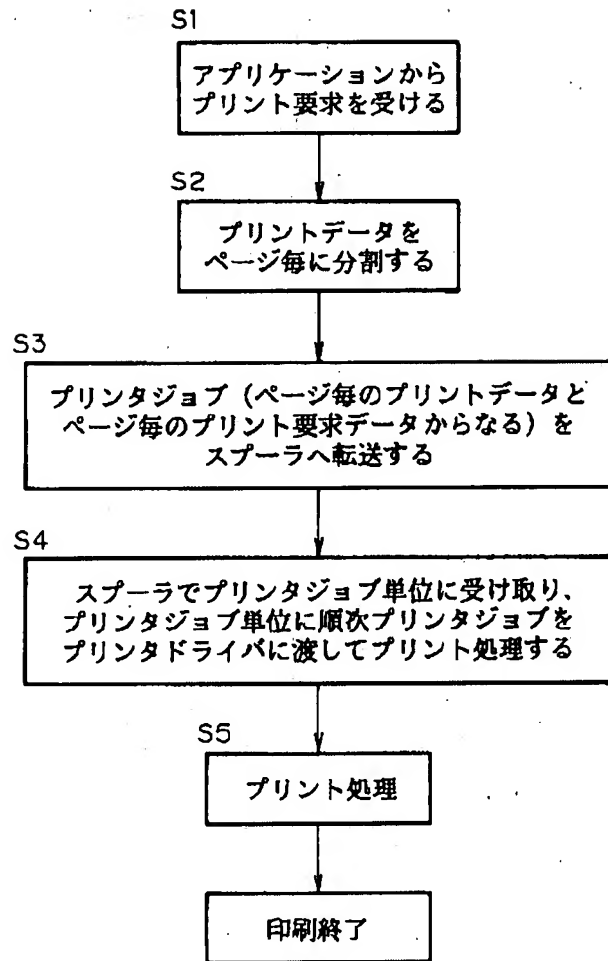 S1
アプリケーションから
プリント要求を受ける
S2
プリントデータを
ページ毎に分割する
S3
プリンタジョブ(ページ毎のプリントデータと
ページ毎のプリント要求データからなる)を
スプーラへ転送する
S4
スプーラでプリンタジョブ単位に受け取り、
プリンタジョブ単位に順次プリンタジョブを
プリンタドライバに渡してプリント処理する
S5
プリント処理
印刷終了